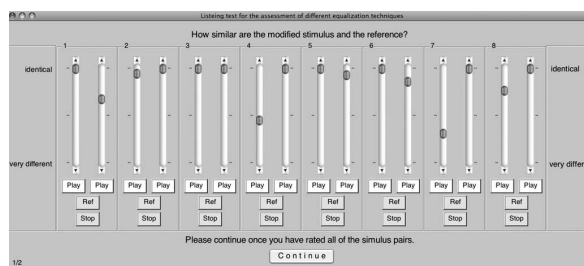 Listeing test for the assessment of different equalization techniques
How similar are the modified stimulus and the reference?
1 2 3 4 5 6 7 8
identical identical
very different very differ
Play Play Play Play Play Play Play Play Play Play Play Play Play Play Play Play
Ref Ref Ref Ref Ref Ref Ref Ref
Stop Stop Stop Stop Stop Stop Stop Stop
Please continue once you have rated all of the simulus pairs.
Continue
1/2